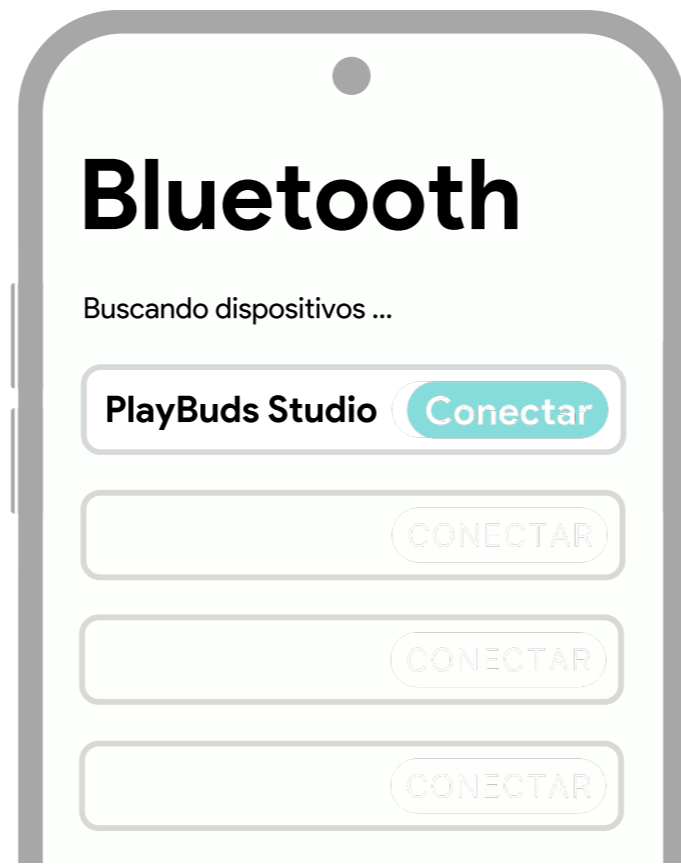 Bluetooth
Buscando dispositivos ...
PlayBuds Studio Conectar
CONECTAR
CONECTAR
CONECTAR